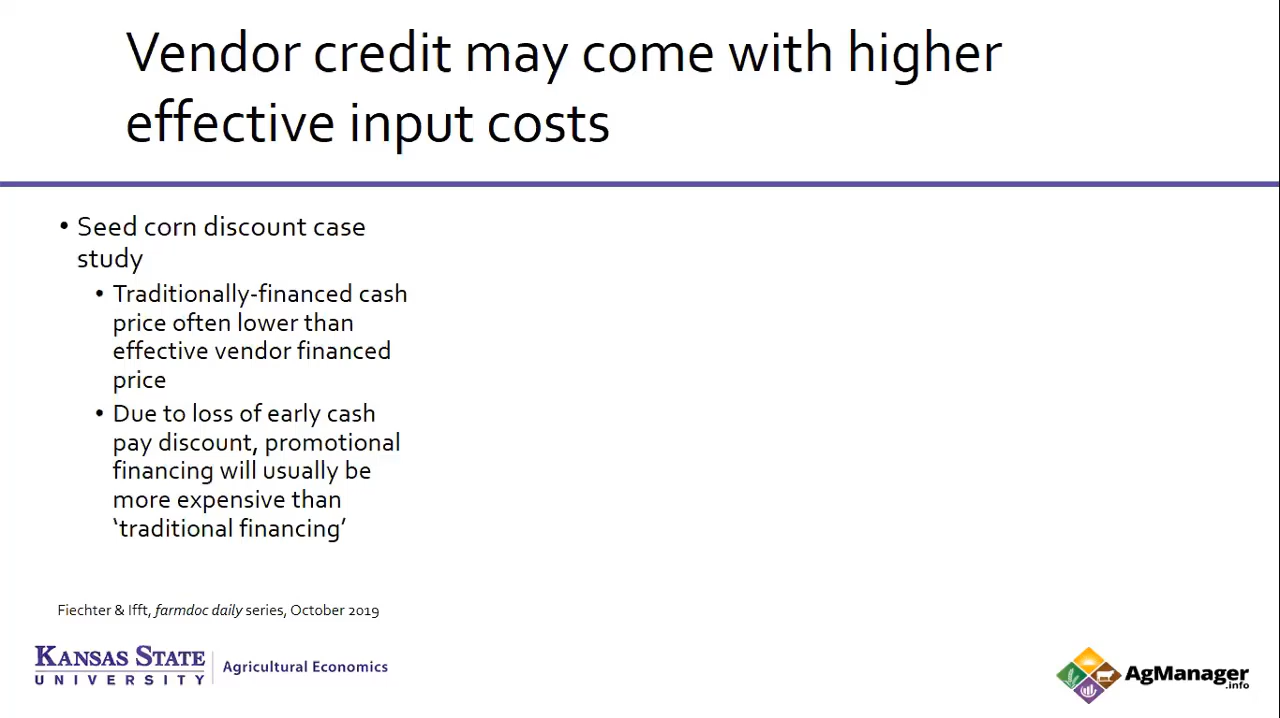 Vendor credit may come with higher
effective input costs
• Seed corn discount case
study
• Traditionally-financed cash
price often lower than
effective vendor financed
price
• Due to loss of early cash
pay discount, promotional
financing will usually be
more expensive than
‘traditional financing’
Fiechter & Ifft, farmdoc daily series, October 2019
KANSAS STATE
UNIVERSITY
Agricultural Economics
AgManager
.info